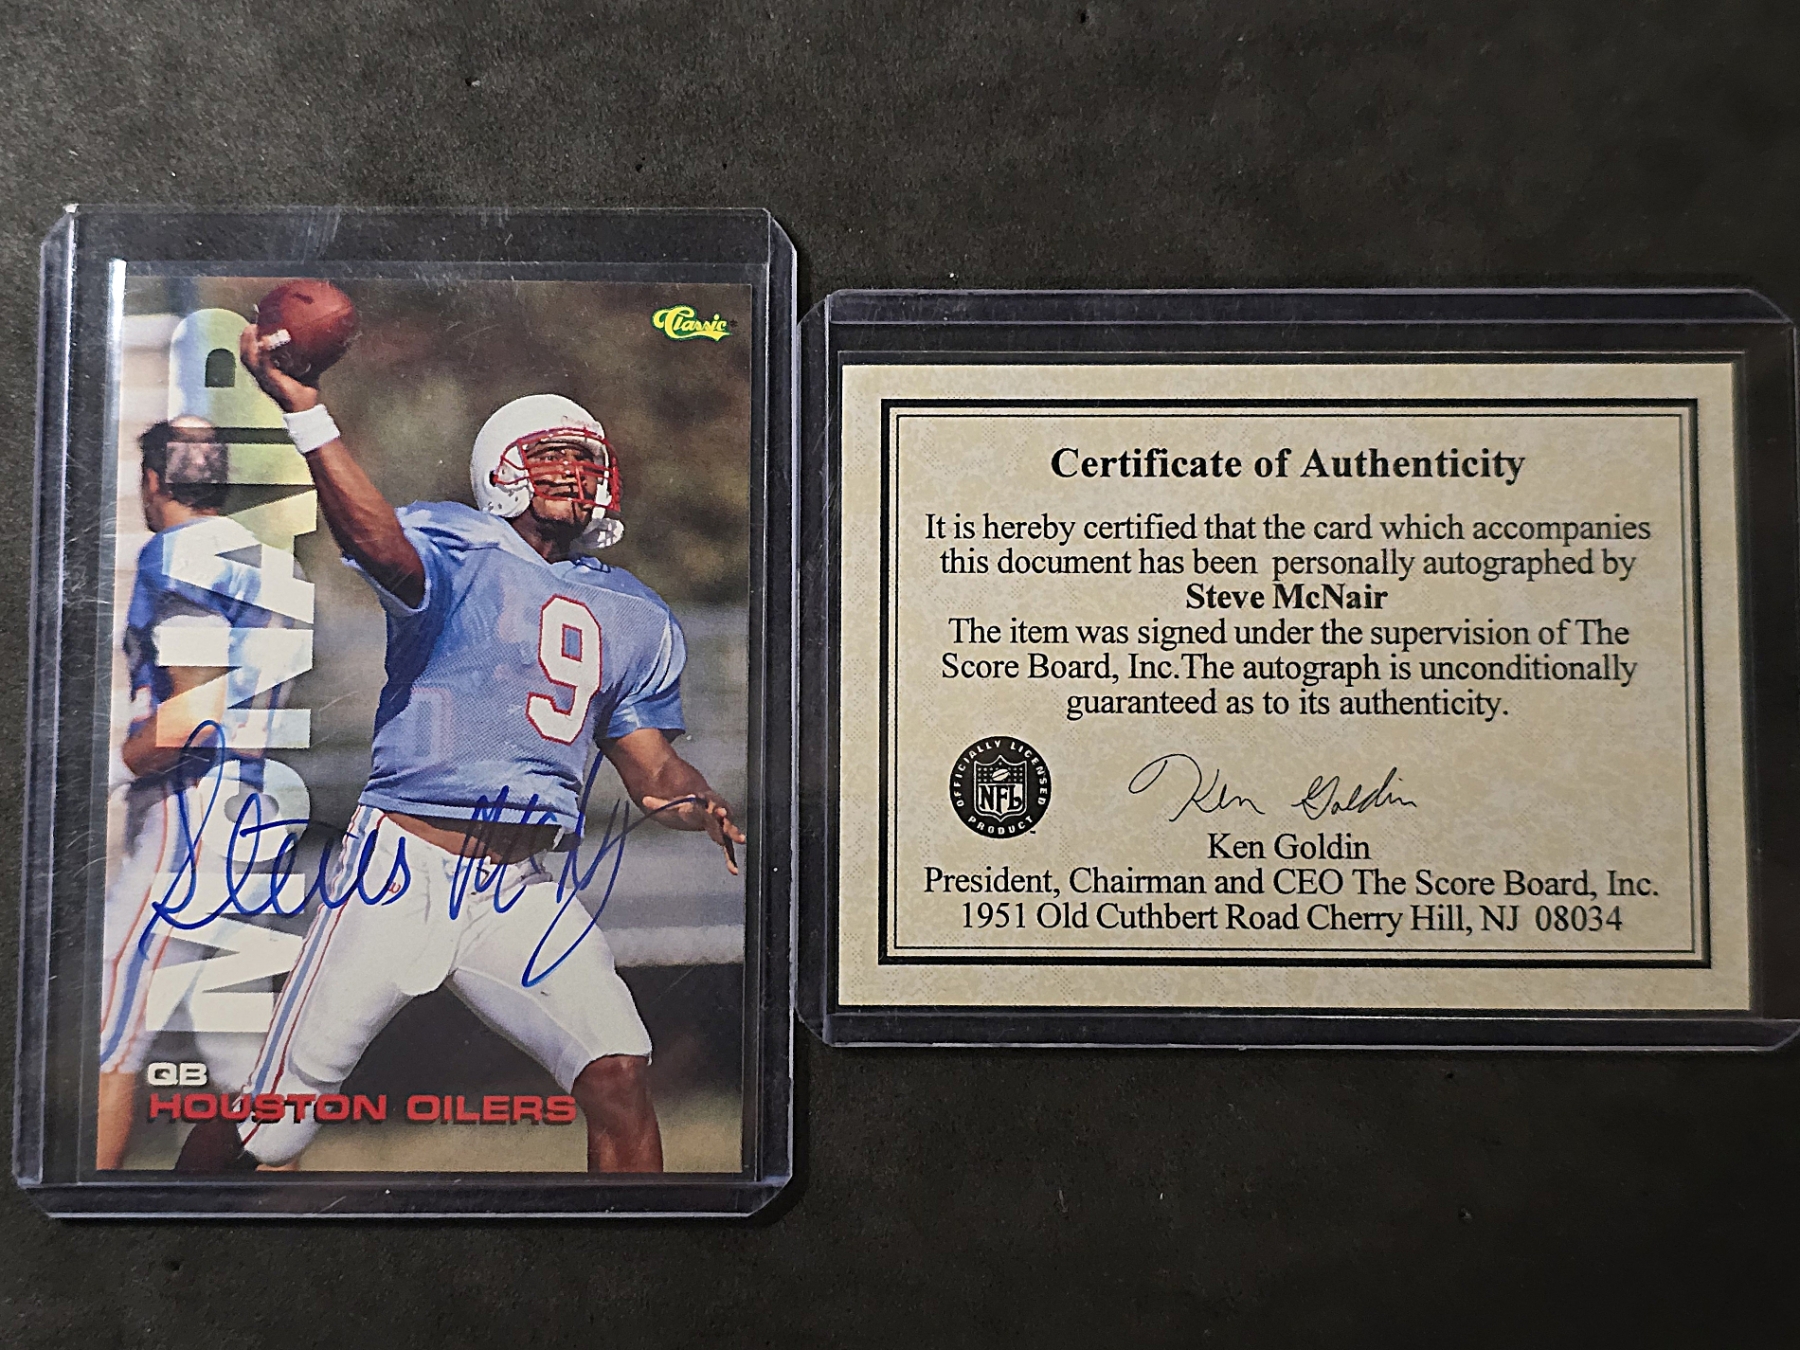 Classic
McNAIR
9
Steve McNair
QB
HOUSTON OILERS
Certificate of Authenticity
It is hereby certified that the card which accompanies
this document has been personally autographed by
Steve McNair
The item was signed under the supervision of The
Score Board, Inc.The autograph is unconditionally
guaranteed as to its authenticity.
OFFICIALLY LICENSED
NFL
PRODUCT
Ken Goldin
Ken Goldin
President, Chairman and CEO The Score Board, Inc.
1951 Old Cuthbert Road Cherry Hill, NJ 08034